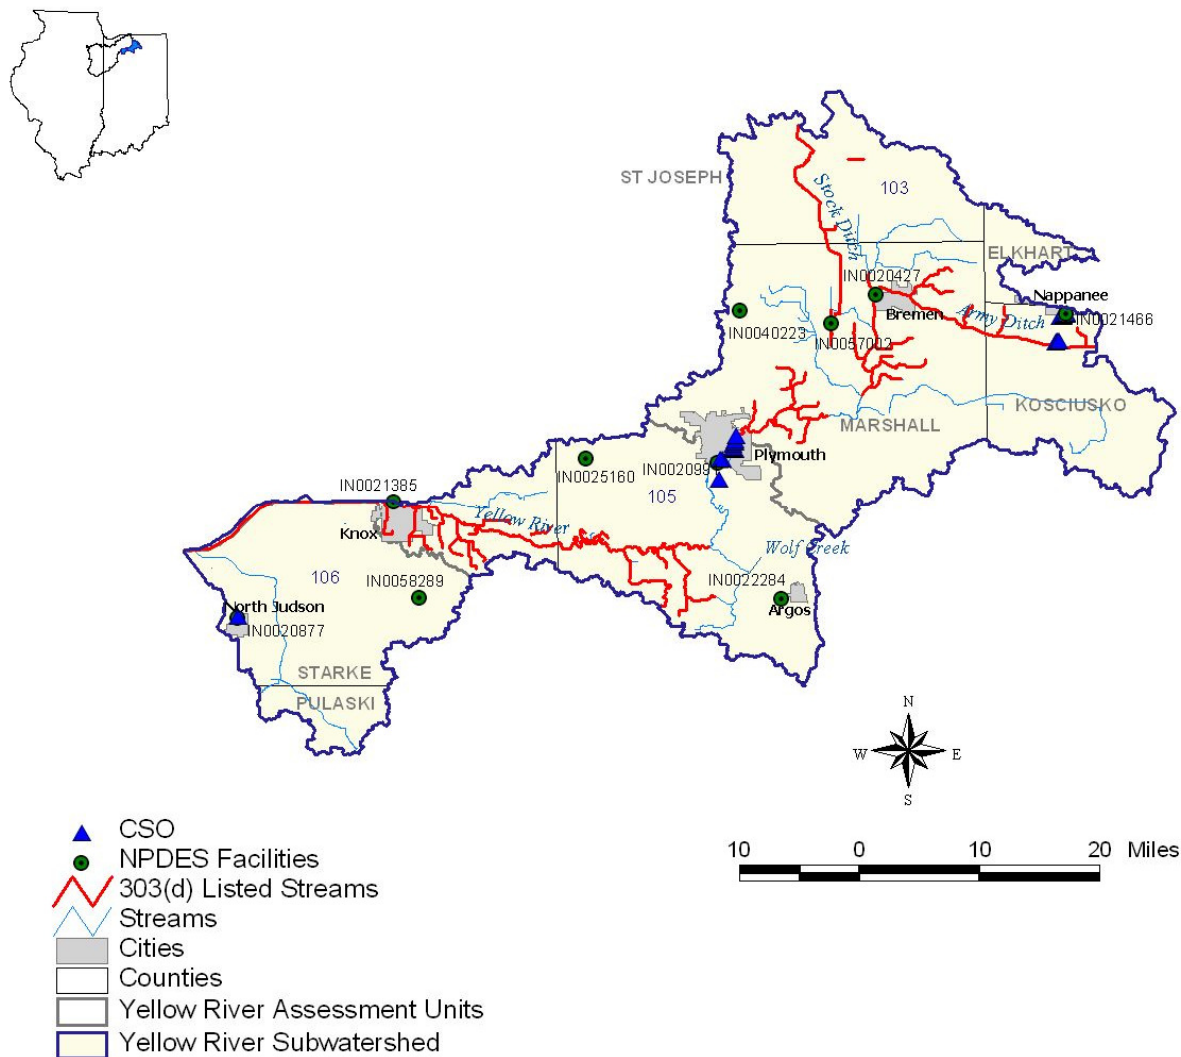 ST JOSEPH
103
Stock Ditch
ELKHART
IN0020427
Nappanee
Bremen
Army Ditch
IN0021466
IN0040223
IN0057002
KOSCIUSKO
MARSHALL
Plymouth
IN002099
IN0025160
105
IN0021385
Yellow River
Knox
Wolf Creek
106
IN0058289
IN0022284
North Judson
Argos
IN0020877
STARKE
PULASKI
N
W E
S
CSO
NPDES Facilities
303(d) Listed Streams
Streams
Cities
Counties
Yellow River Assessment Units
Yellow River Subwatershed
10 0 10 20 Miles